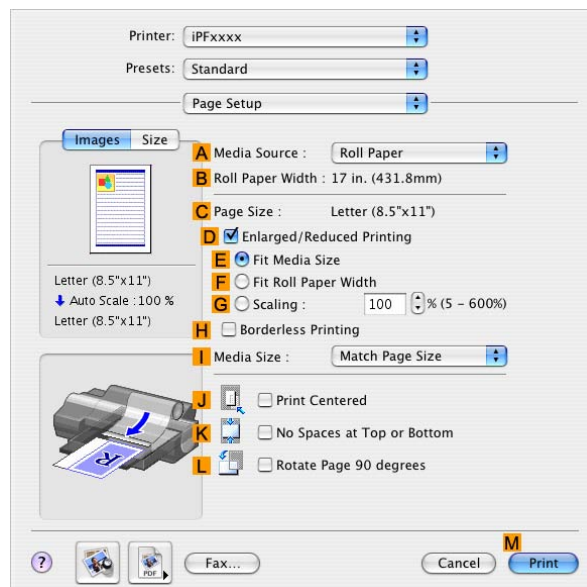 Printer: iPFxxxx
Presets: Standard
Page Setup
Images Size
A Media Source : Roll Paper
B Roll Paper Width : 17 in. (431.8mm)
C Page Size : Letter (8.5"x11")
D Enlarged/Reduced Printing
E Fit Media Size
F Fit Roll Paper Width
G Scaling : 100 % (5 - 600%)
H Borderless Printing
I Media Size : Match Page Size
Letter (8.5"x11")
Auto Scale :100 %
Letter (8.5"x11")
J Print Centered
K No Spaces at Top or Bottom
L Rotate Page 90 degrees
R
M
? PDF Fax... Cancel Print